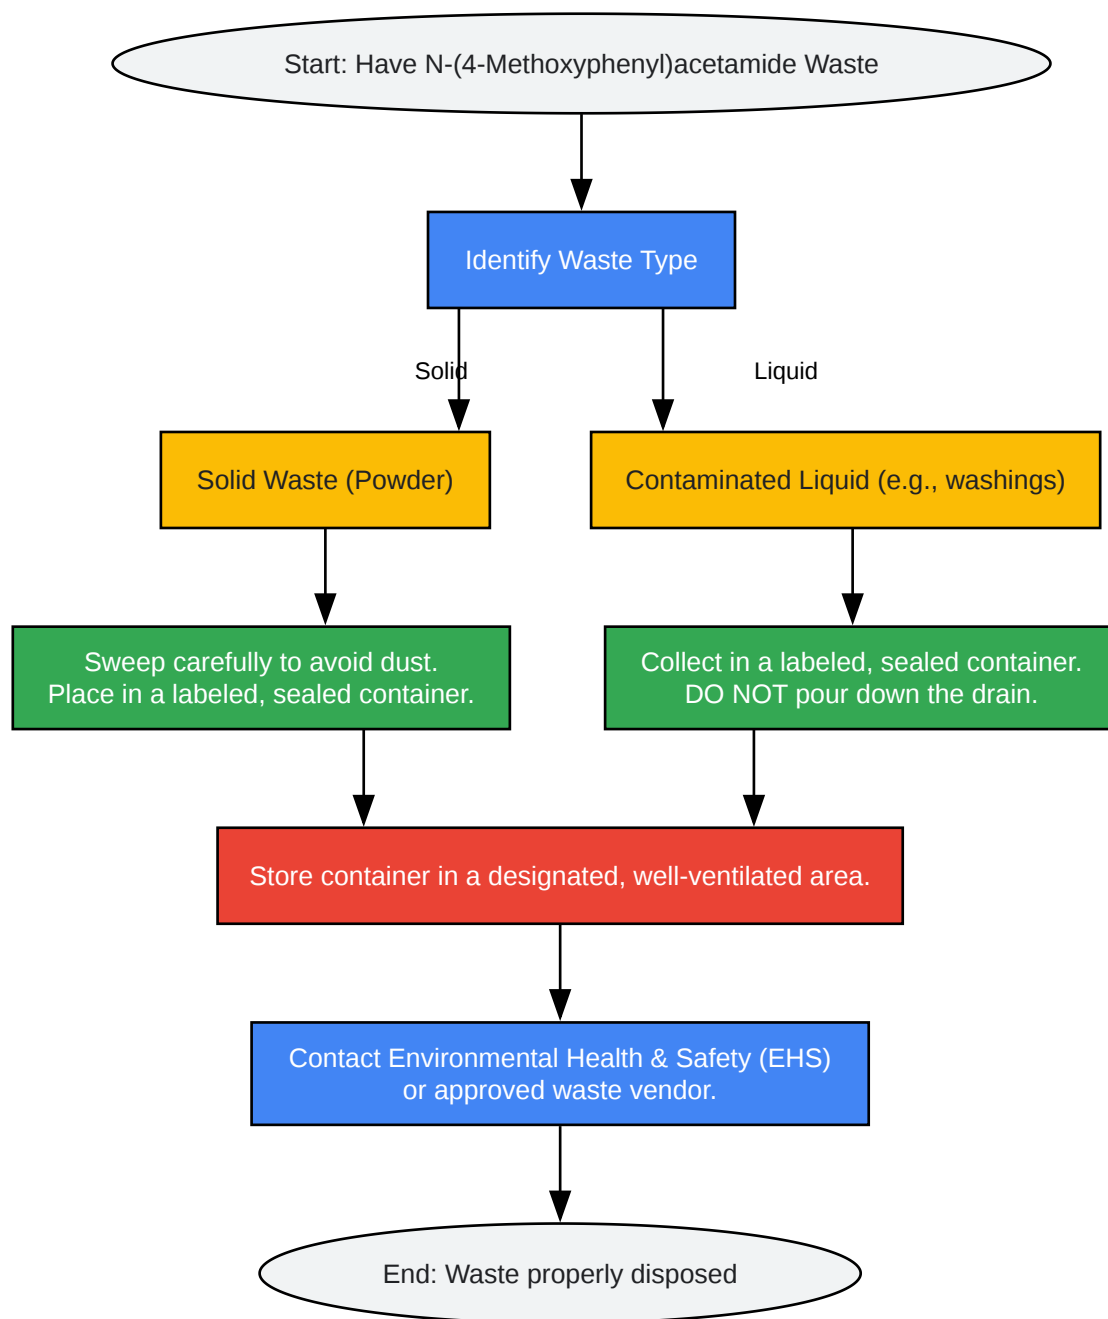 Start: Have N-(4-Methoxyphenyl)acetamide Waste
Identify Waste Type
Solid
Liquid
Solid Waste (Powder)
Contaminated Liquid (e.g., washings)
Sweep carefully to avoid dust.
Place in a labeled, sealed container.
Collect in a labeled, sealed container.
DO NOT pour down the drain.
Store container in a designated, well-ventilated area.
Contact Environmental Health & Safety (EHS)
or approved waste vendor.
End: Waste properly disposed